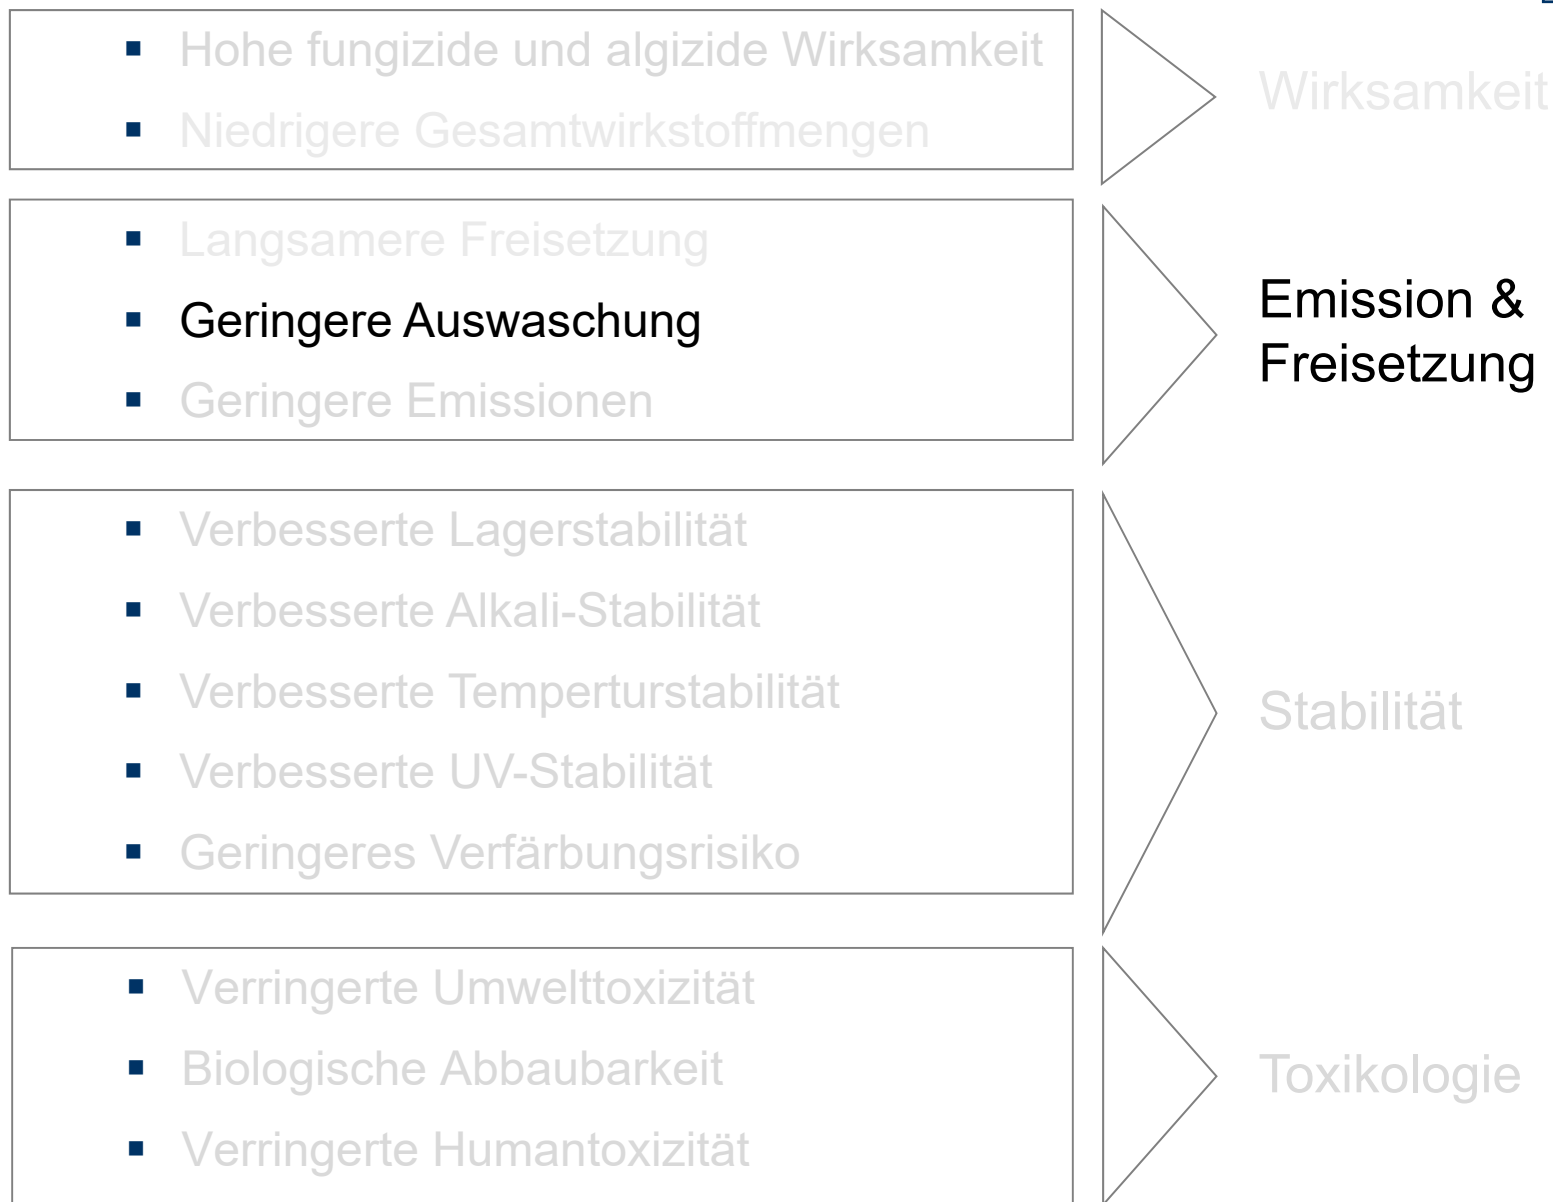 Hohe fungizide und algizide Wirksamkeit
Niedrigere Gesamtwirkstoffmengen
Wirksamkeit
Langsamere Freisetzung
Geringere Auswaschung
Geringere Emissionen
Emission &
Freisetzung
Verbesserte Lagerstabilität
Verbesserte Alkali-Stabilität
Verbesserte Temperturstabilität
Verbesserte UV-Stabilität
Geringeres Verfärbungsrisiko
Stabilität
Verringerte Umwelttoxizität
Biologische Abbaubarkeit
Verringerte Humantoxizität
Toxikologie